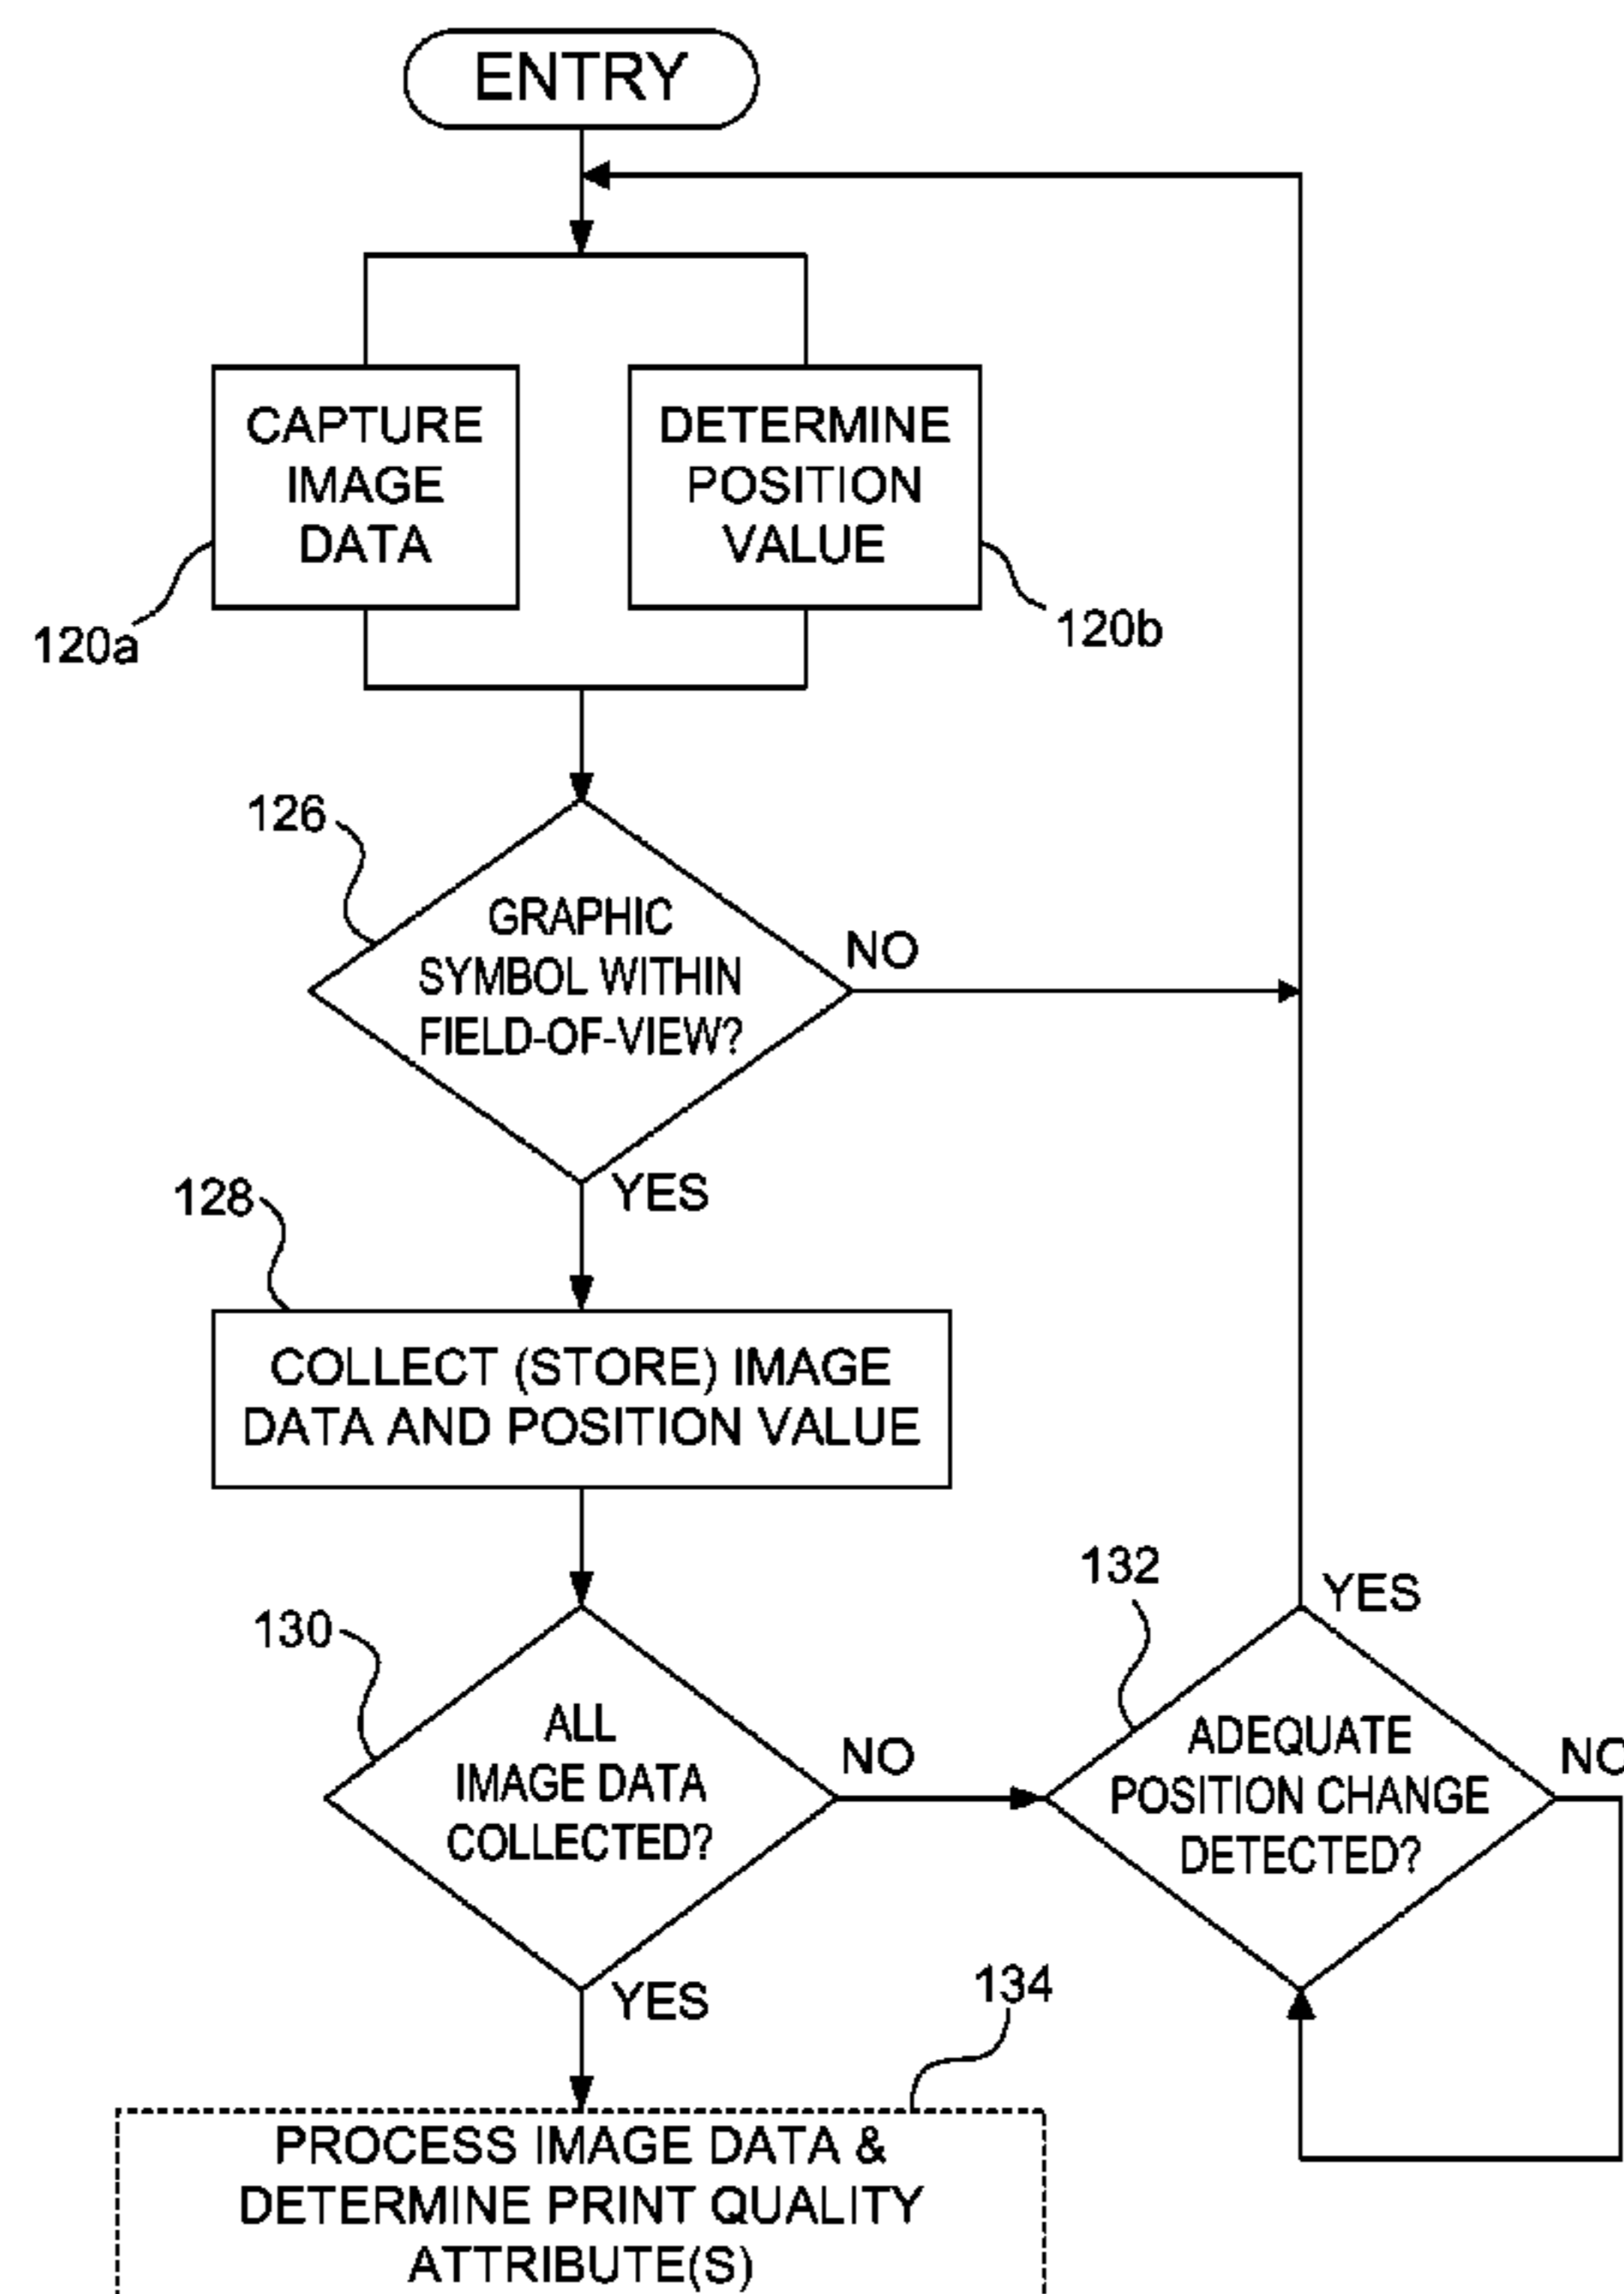 ENTRY
CAPTURE
IMAGE
DATA
120a
DETERMINE
POSITION
VALUE
120b
126
GRAPHIC
SYMBOL WITHIN
FIELD-OF-VIEW?
NO
YES
128
COLLECT (STORE) IMAGE
DATA AND POSITION VALUE
130
ALL
IMAGE DATA
COLLECTED?
NO
YES
132
YES
ADEQUATE
POSITION CHANGE
DETECTED?
NO
134
PROCESS IMAGE DATA &
DETERMINE PRINT QUALITY
ATTRIBUTE(S)